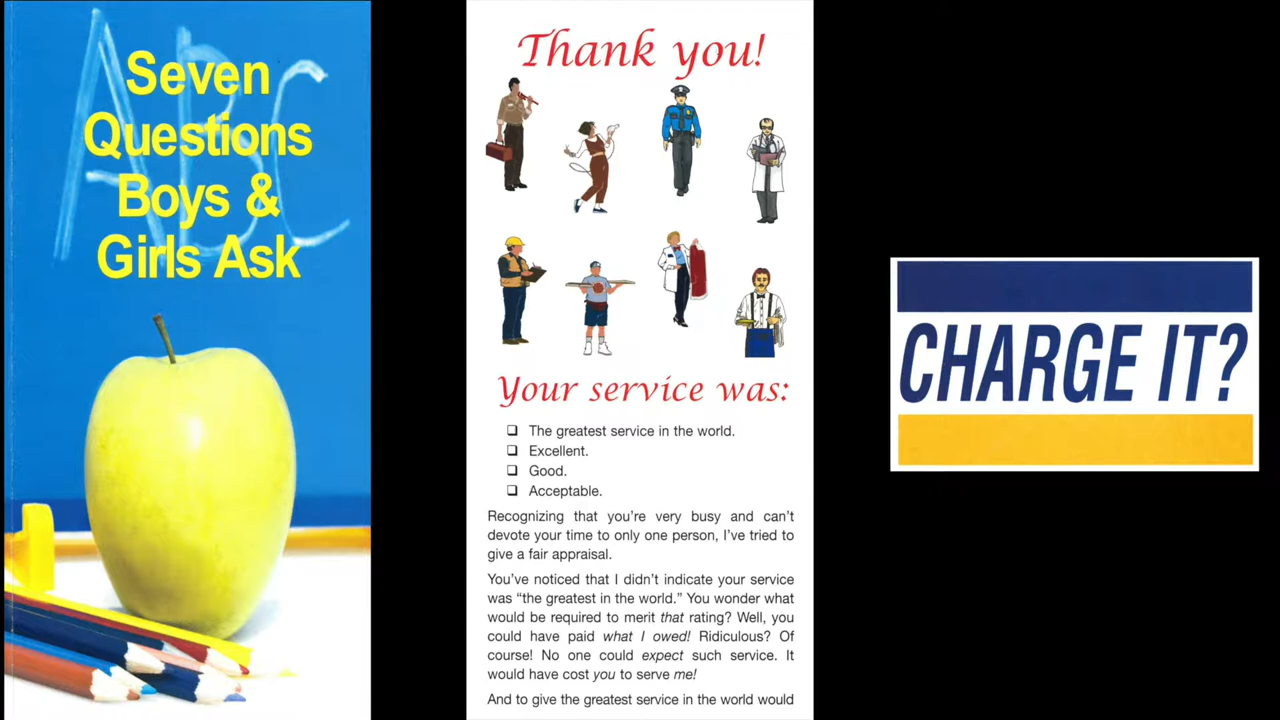 ABC
Seven
Questions
Boys &
Girls Ask
Thank you!
Your service was:
❑ The greatest service in the world.
❑ Excellent.
❑ Good.
❑ Acceptable.
Recognizing that you’re very busy and can’t
devote your time to only one person, I’ve tried to
give a fair appraisal.
You’ve noticed that I didn’t indicate your service
was “the greatest in the world.” You wonder what
would be required to merit that rating? Well, you
could have paid what I owed! Ridiculous? Of
course! No one could expect such service. It
would have cost you to serve me!
And to give the greatest service in the world would
CHARGE IT?